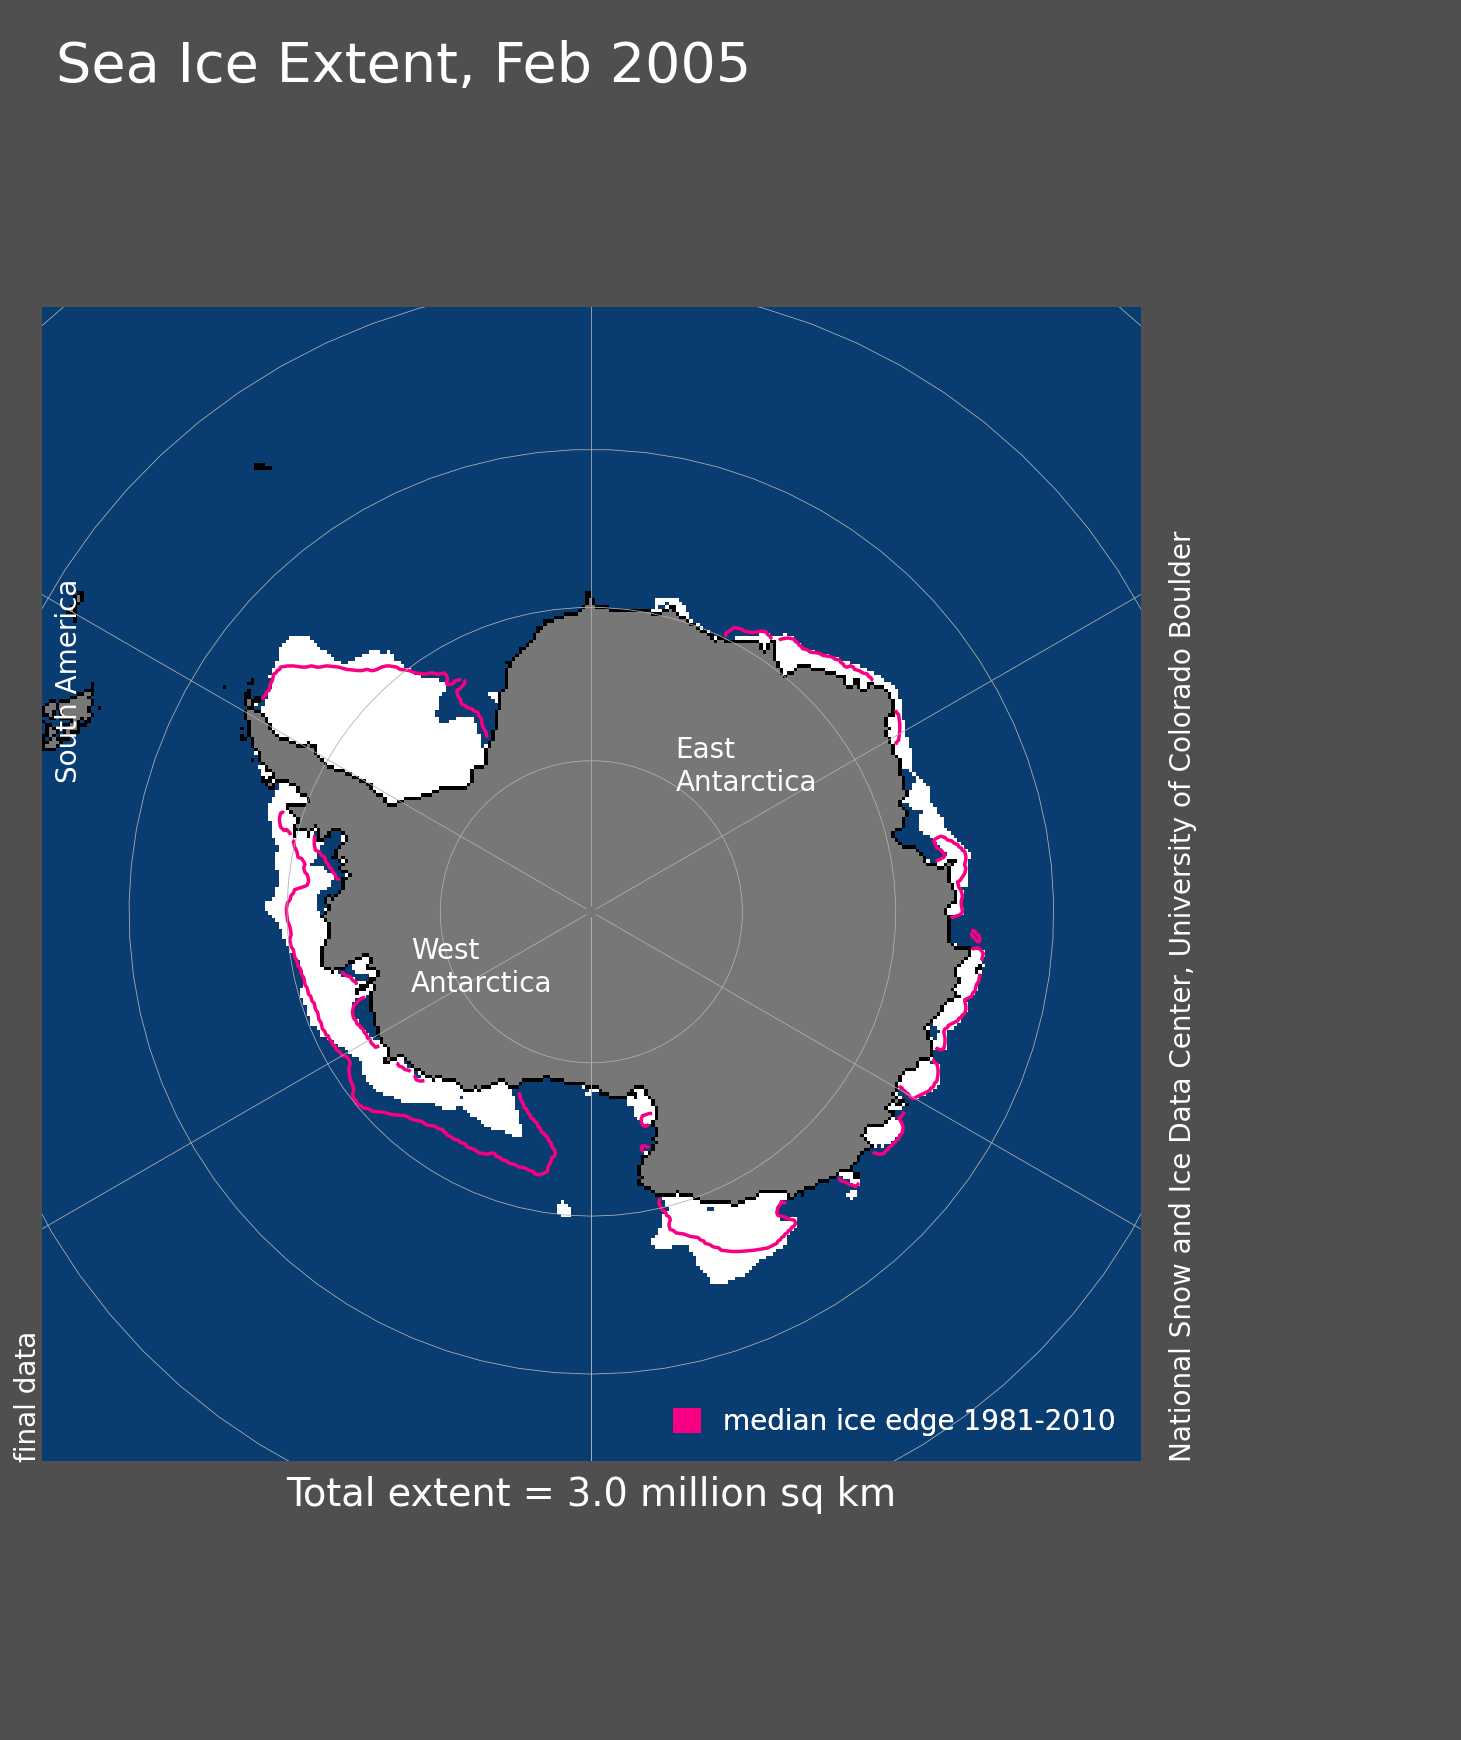 Sea Ice Extent, Feb 2005
South America
East
Antarctica
West
Antarctica
National Snow and Ice Data Center, University of Colorado Boulder
final data
median ice edge 1981-2010
Total extent = 3.0 million sq km